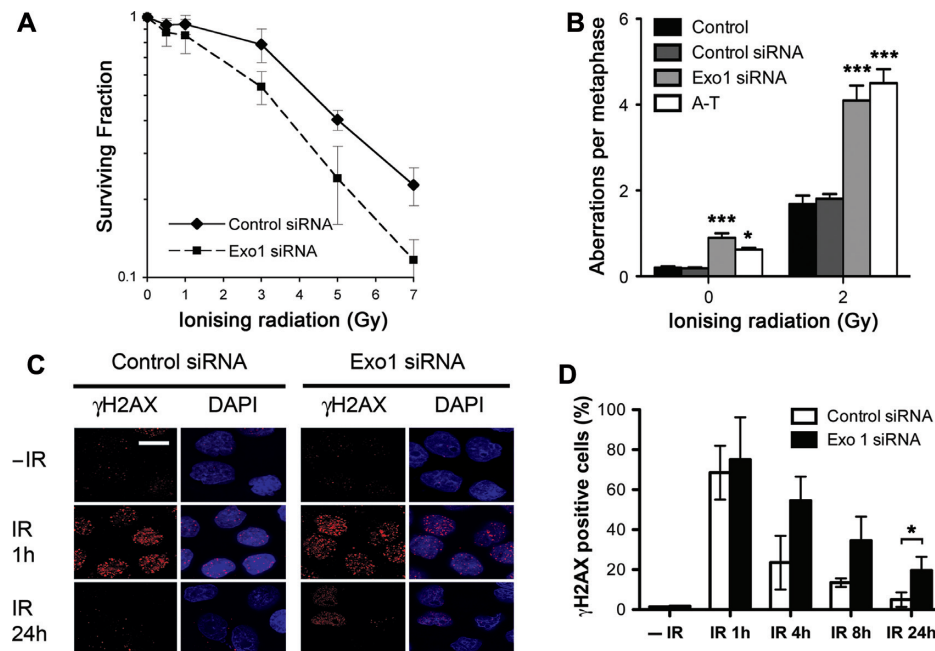 A
1
Surviving Fraction
0.1
Control siRNA
Exo1 siRNA
0 1 3 5 7
Ionising radiation (Gy)
B
Control
Control siRNA
Exo1 siRNA
A-T
Aberrations per metaphase
6
4
2
0
*** *
*** ***
0 2
Ionising radiation (Gy)
C
Control siRNA Exo1 siRNA
γH2AX DAPI γH2AX DAPI
–IR
IR
1h
IR
24h
D
γH2AX positive cells (%)
100
80
60
40
20
0
Control siRNA
Exo 1 siRNA
*
– IR IR 1h IR 4h IR 8h IR 24h